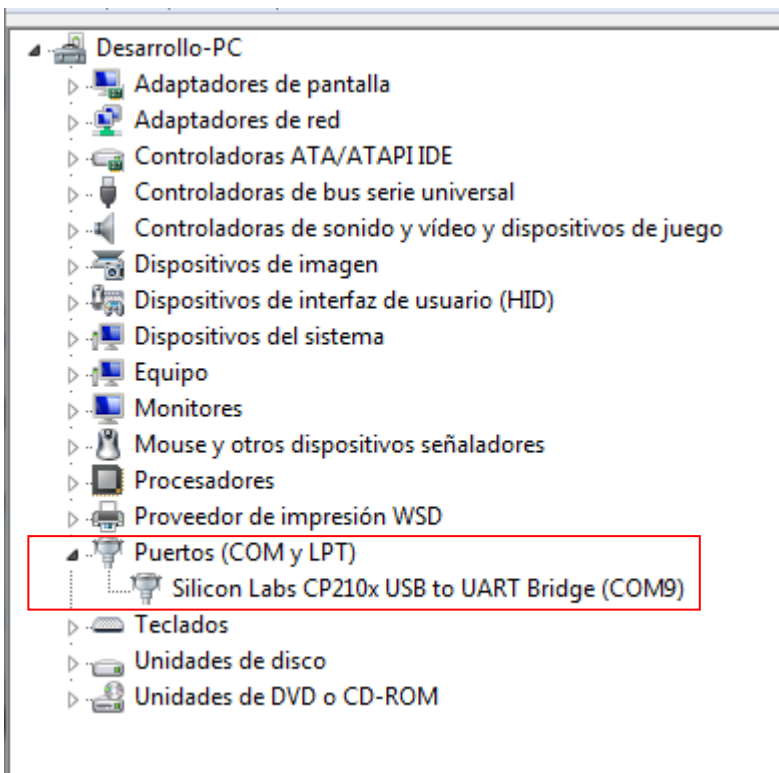 Desarrollo-PC
Adaptadores de pantalla
Adaptadores de red
Controladoras ATA/ATAPI IDE
Controladoras de bus serie universal
Controladoras de sonido y vídeo y dispositivos de juego
Dispositivos de imagen
Dispositivos de interfaz de usuario (HID)
Dispositivos del sistema
Equipo
Monitores
Mouse y otros dispositivos señaladores
Procesadores
Proveedor de impresión WSD
Puertos (COM y LPT)
Silicon Labs CP210x USB to UART Bridge (COM9)
Teclados
Unidades de disco
Unidades de DVD o CD-ROM